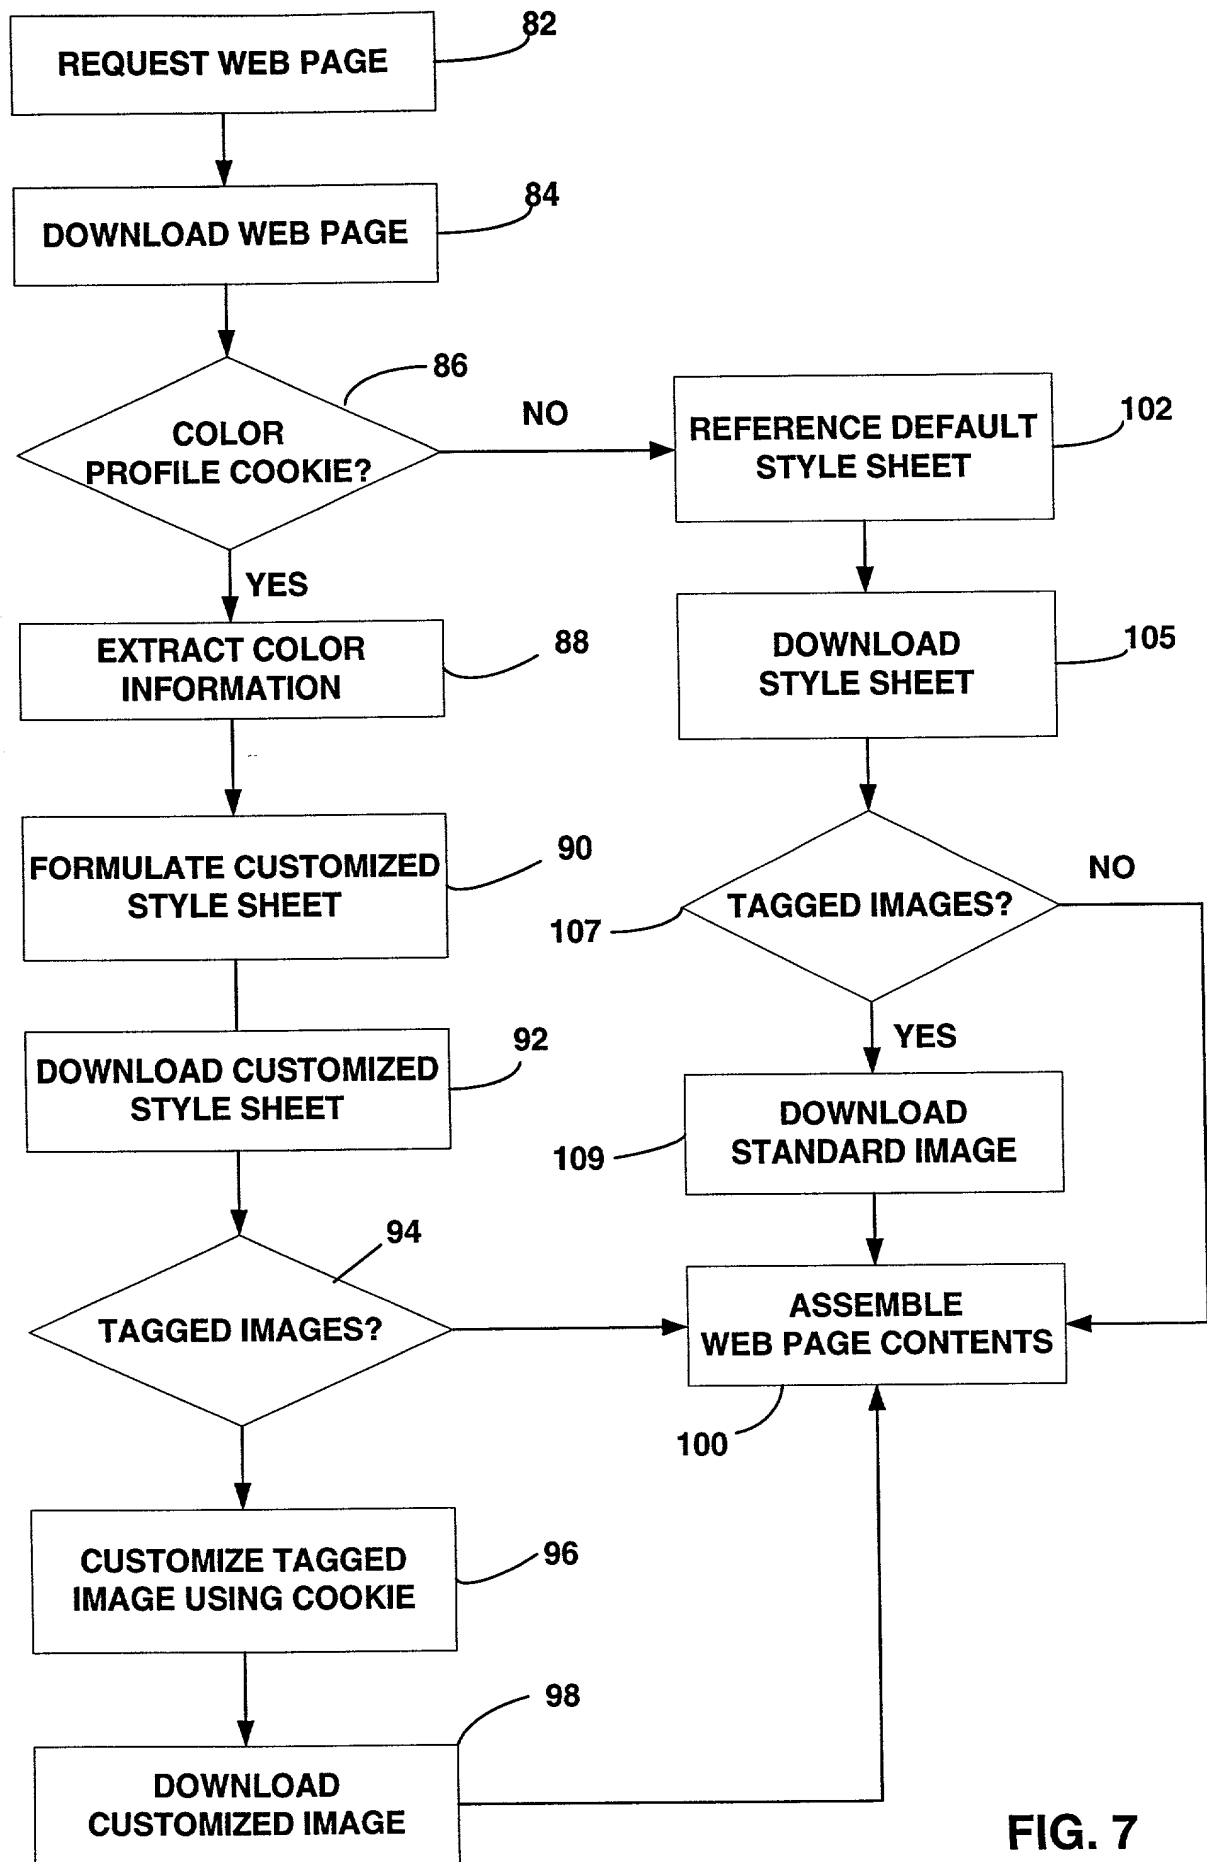 REQUEST WEB PAGE
82
DOWNLOAD WEB PAGE
84
COLOR
PROFILE COOKIE?
86
NO
YES
EXTRACT COLOR
INFORMATION
88
FORMULATE CUSTOMIZED
STYLE SHEET
90
DOWNLOAD CUSTOMIZED
STYLE SHEET
92
TAGGED IMAGES?
94
CUSTOMIZE TAGGED
IMAGE USING COOKIE
96
DOWNLOAD
CUSTOMIZED IMAGE
98
REFERENCE DEFAULT
STYLE SHEET
102
DOWNLOAD
STYLE SHEET
105
TAGGED IMAGES?
107
NO
YES
DOWNLOAD
STANDARD IMAGE
109
ASSEMBLE
WEB PAGE CONTENTS
100
FIG. 7